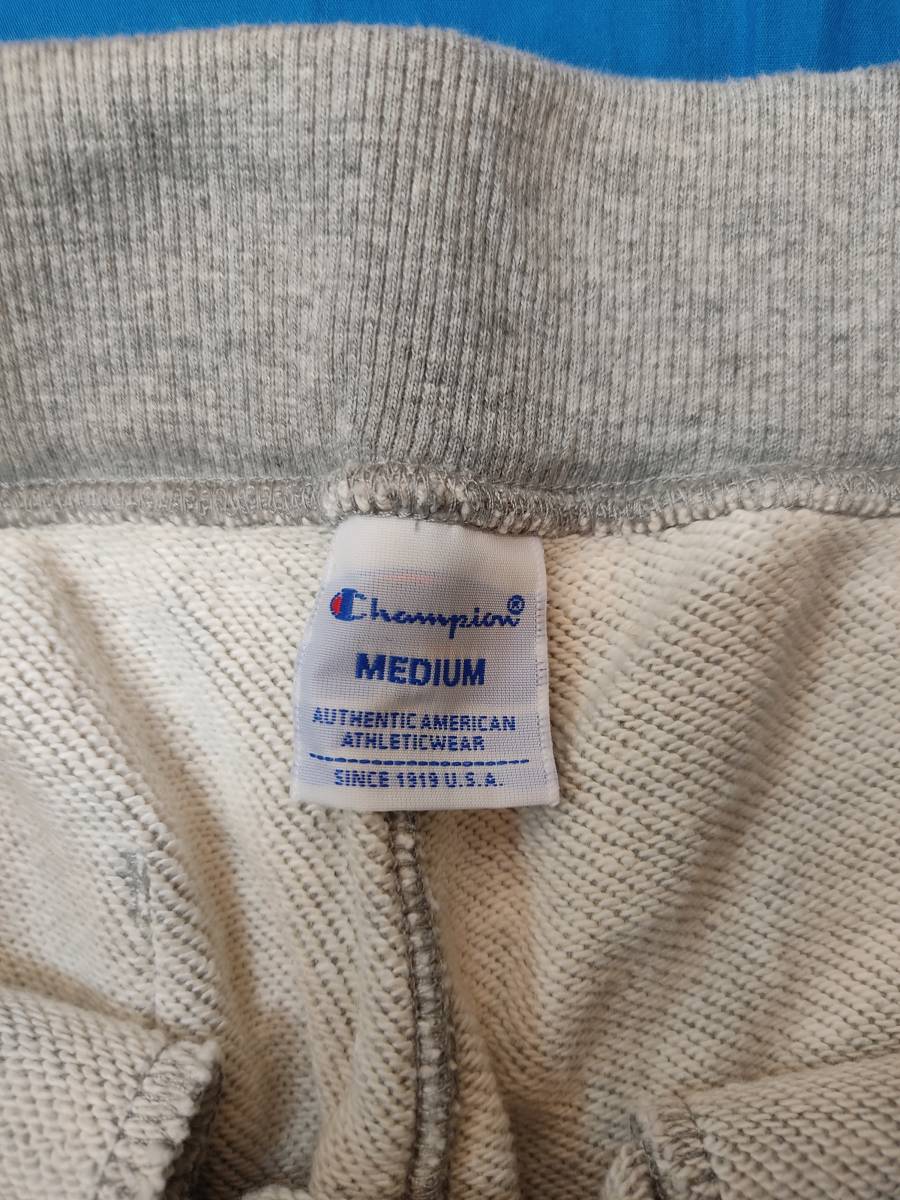 Champion®
MEDIUM
AUTHENTIC AMERICAN
ATHLETICWEAR
SINCE 1919 U.S.A.